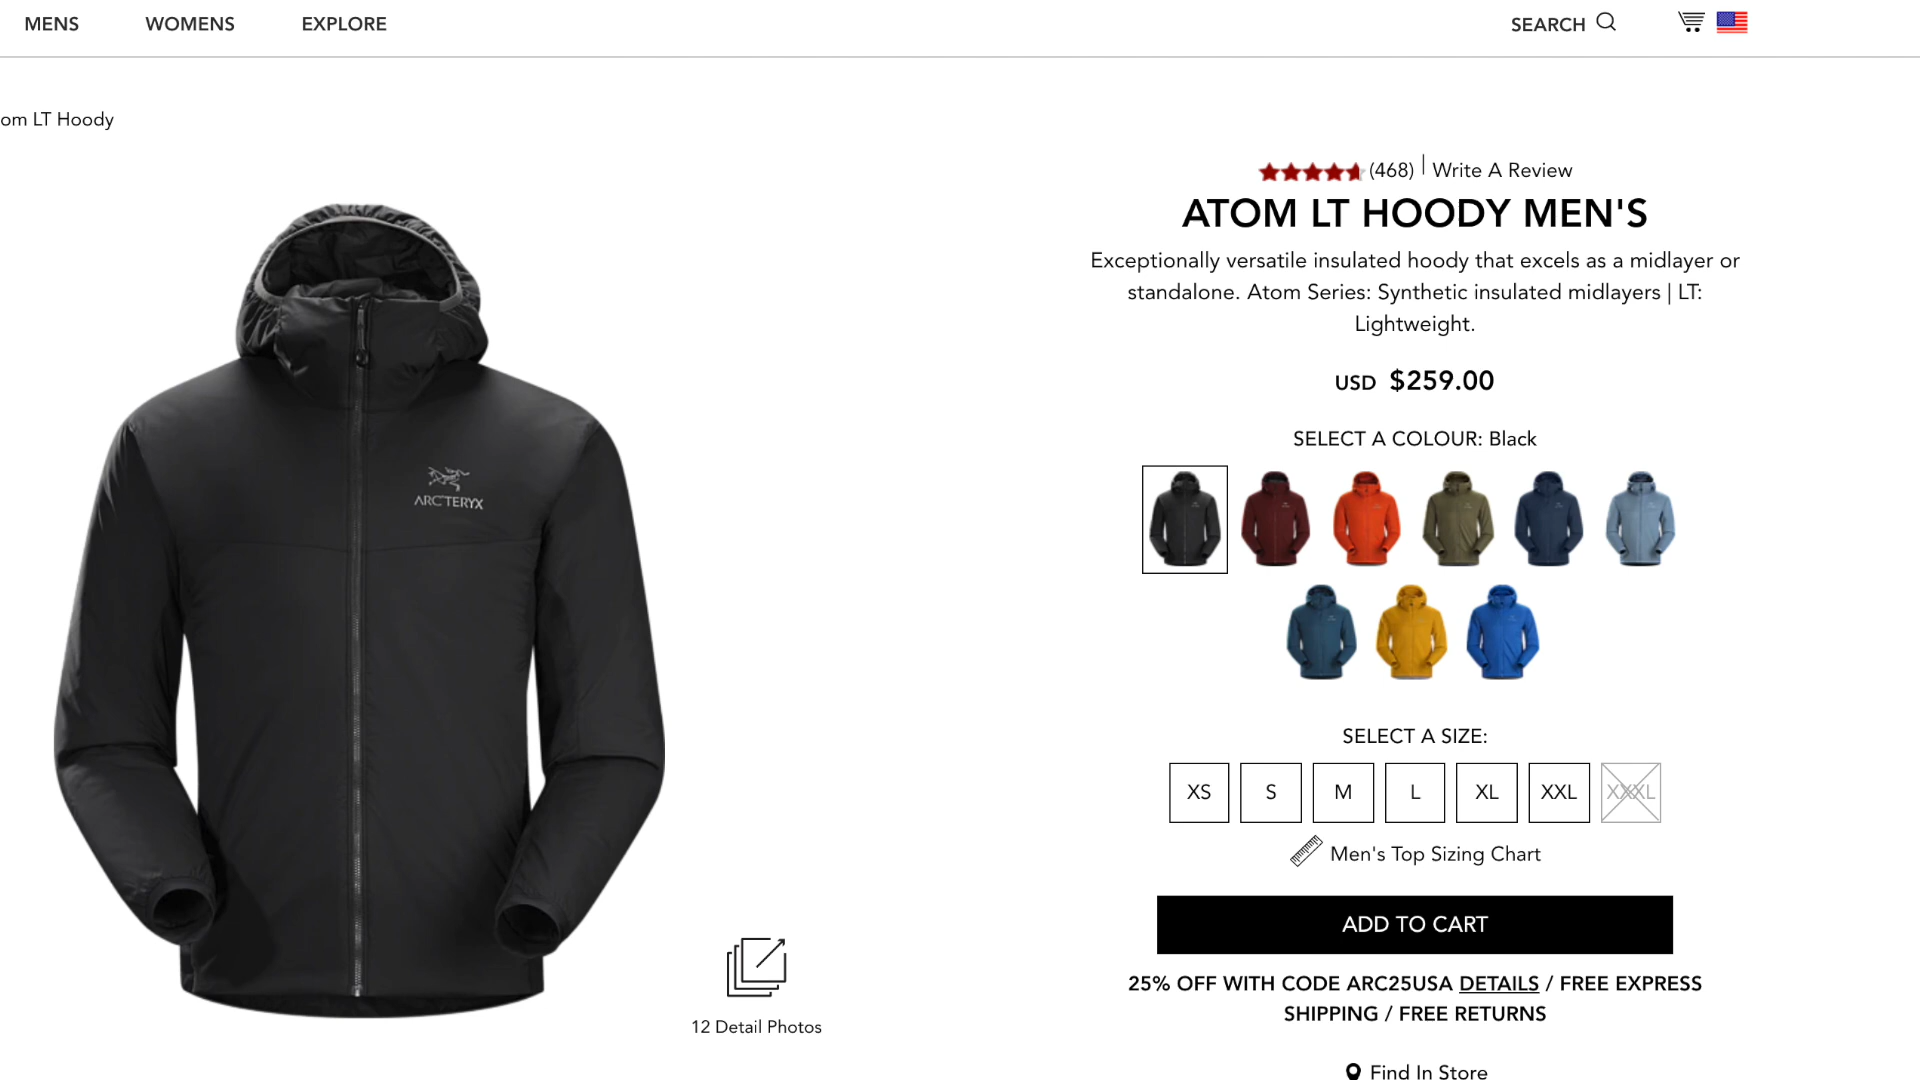 MENS
WOMENS
EXPLORE
SEARCH
om LT Hoody
(468)
Write A Review
ATOM LT HOODY MEN'S
Exceptionally versatile insulated hoody that excels as a midlayer or
standalone. Atom Series: Synthetic insulated midlayers | LT:
Lightweight.
USD $259.00
SELECT A COLOUR: Black
ARC'TERYX
SELECT A SIZE:
XS
S
M
L
XL
XXL
XXXL
Men's Top Sizing Chart
ADD TO CART
25% OFF WITH CODE ARC25USA DETAILS / FREE EXPRESS
SHIPPING / FREE RETURNS
12 Detail Photos
Find In Store